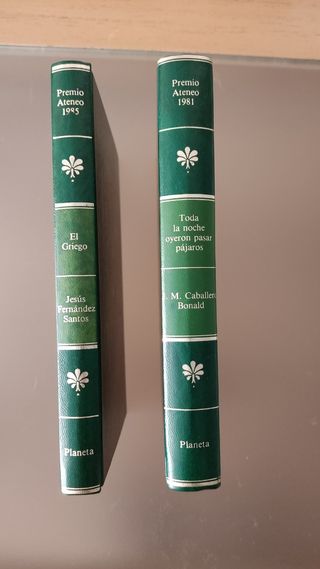 Premio
Ateneo
1985
El
Griego
Jesús
Fernández
Santos
Planeta
Premio
Ateneo
1981
Toda
la noche
oyeron pasar
pájaros
J. M. Caballero
Bonald
Planeta